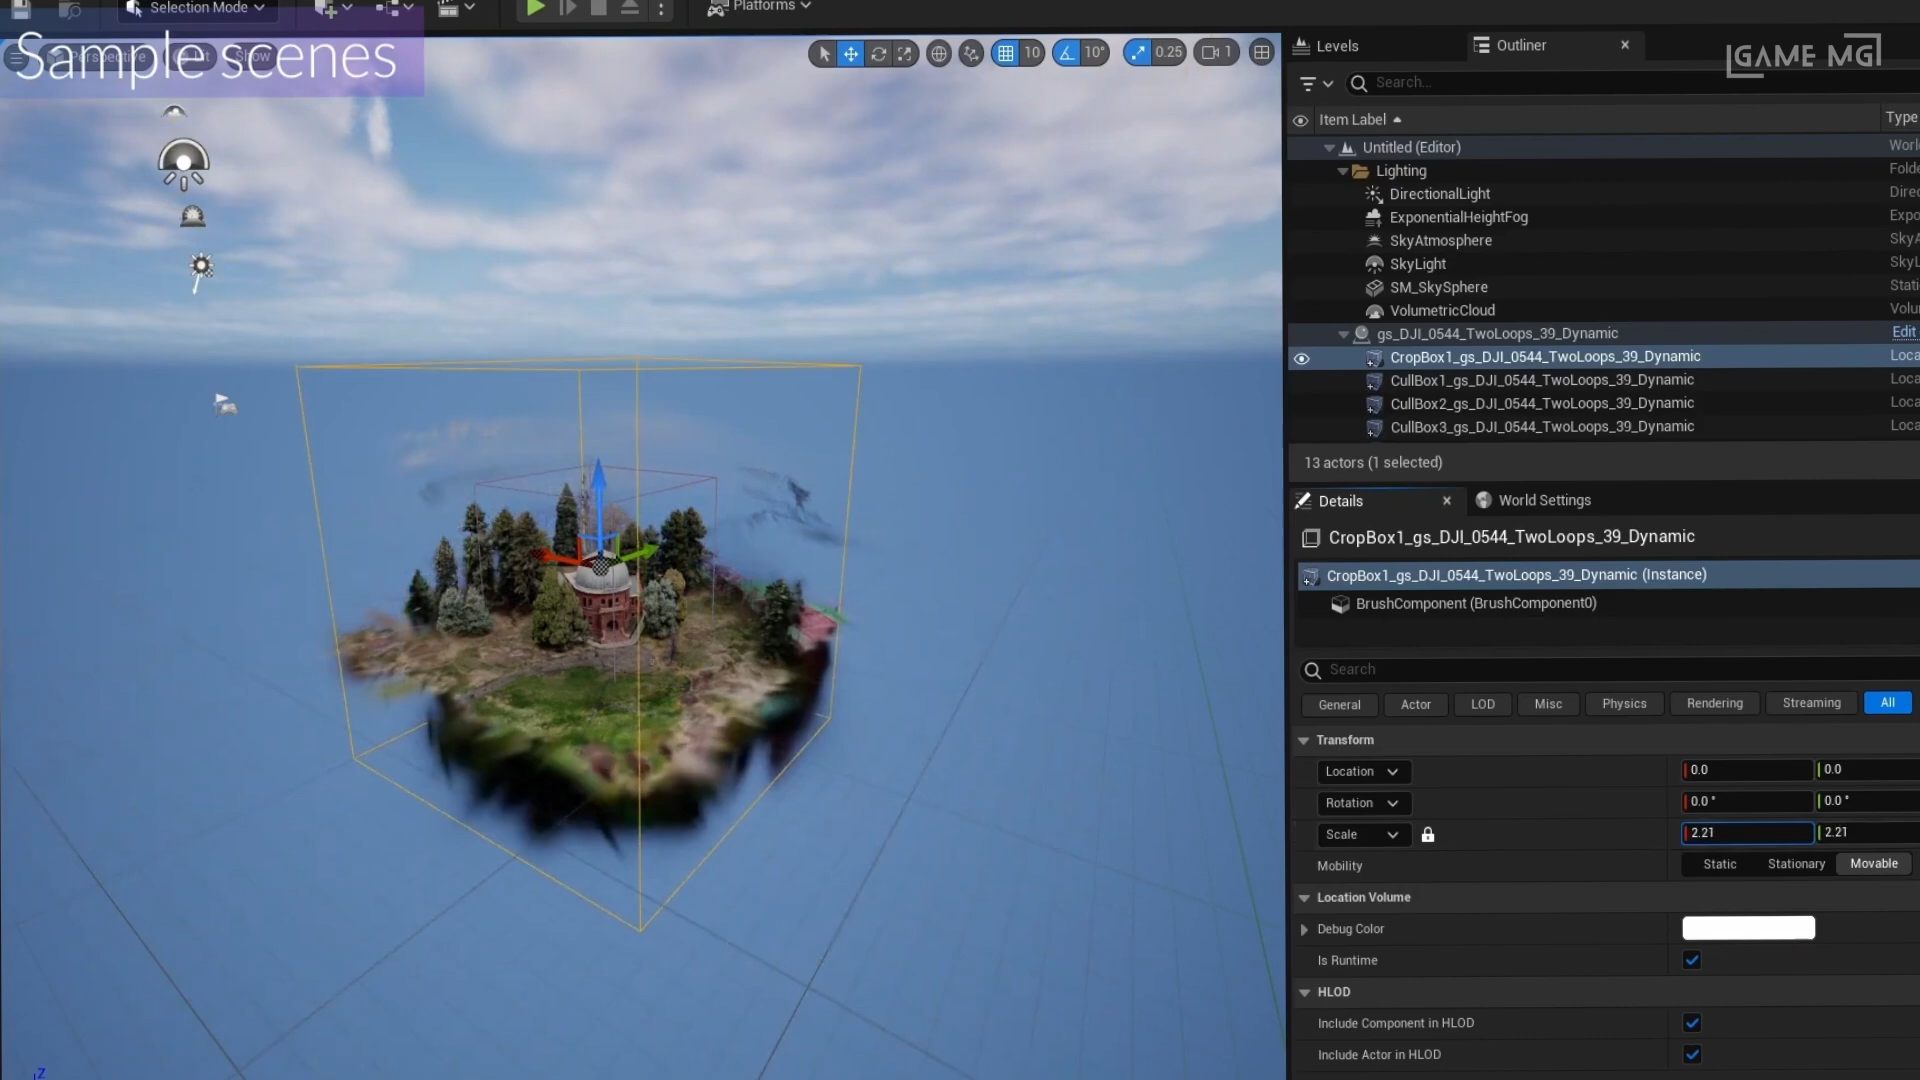 Selection Mode
Platforms
Sample scenes
Perspective
Lit
Show
10
10°
0.25
1
Levels
Outliner
GAME MG
Search...
Item Label
Type
Untitled (Editor)
Worl
Lighting
Folde
DirectionalLight
Direc
ExponentialHeightFog
Expo
SkyAtmosphere
SkyA
SkyLight
SkyL
SM_SkySphere
Stati
VolumetricCloud
Volu
gs_DJI_0544_TwoLoops_39_Dynamic
Edit
CropBox1_gs_DJI_0544_TwoLoops_39_Dynamic
Loca
CullBox1_gs_DJI_0544_TwoLoops_39_Dynamic
Loca
CullBox2_gs_DJI_0544_TwoLoops_39_Dynamic
Loca
CullBox3_gs_DJI_0544_TwoLoops_39_Dynamic
Loca
13 actors (1 selected)
Details
World Settings
CropBox1_gs_DJI_0544_TwoLoops_39_Dynamic
CropBox1_gs_DJI_0544_TwoLoops_39_Dynamic (Instance)
BrushComponent (BrushComponent0)
Search
General
Actor
LOD
Misc
Physics
Rendering
Streaming
All
Transform
Location
0.0
0.0
Rotation
0.0 °
0.0 °
Scale
2.21
2.21
Mobility
Static
Stationary
Movable
Location Volume
Debug Color
Is Runtime
HLOD
Include Component in HLOD
Include Actor in HLOD
Z